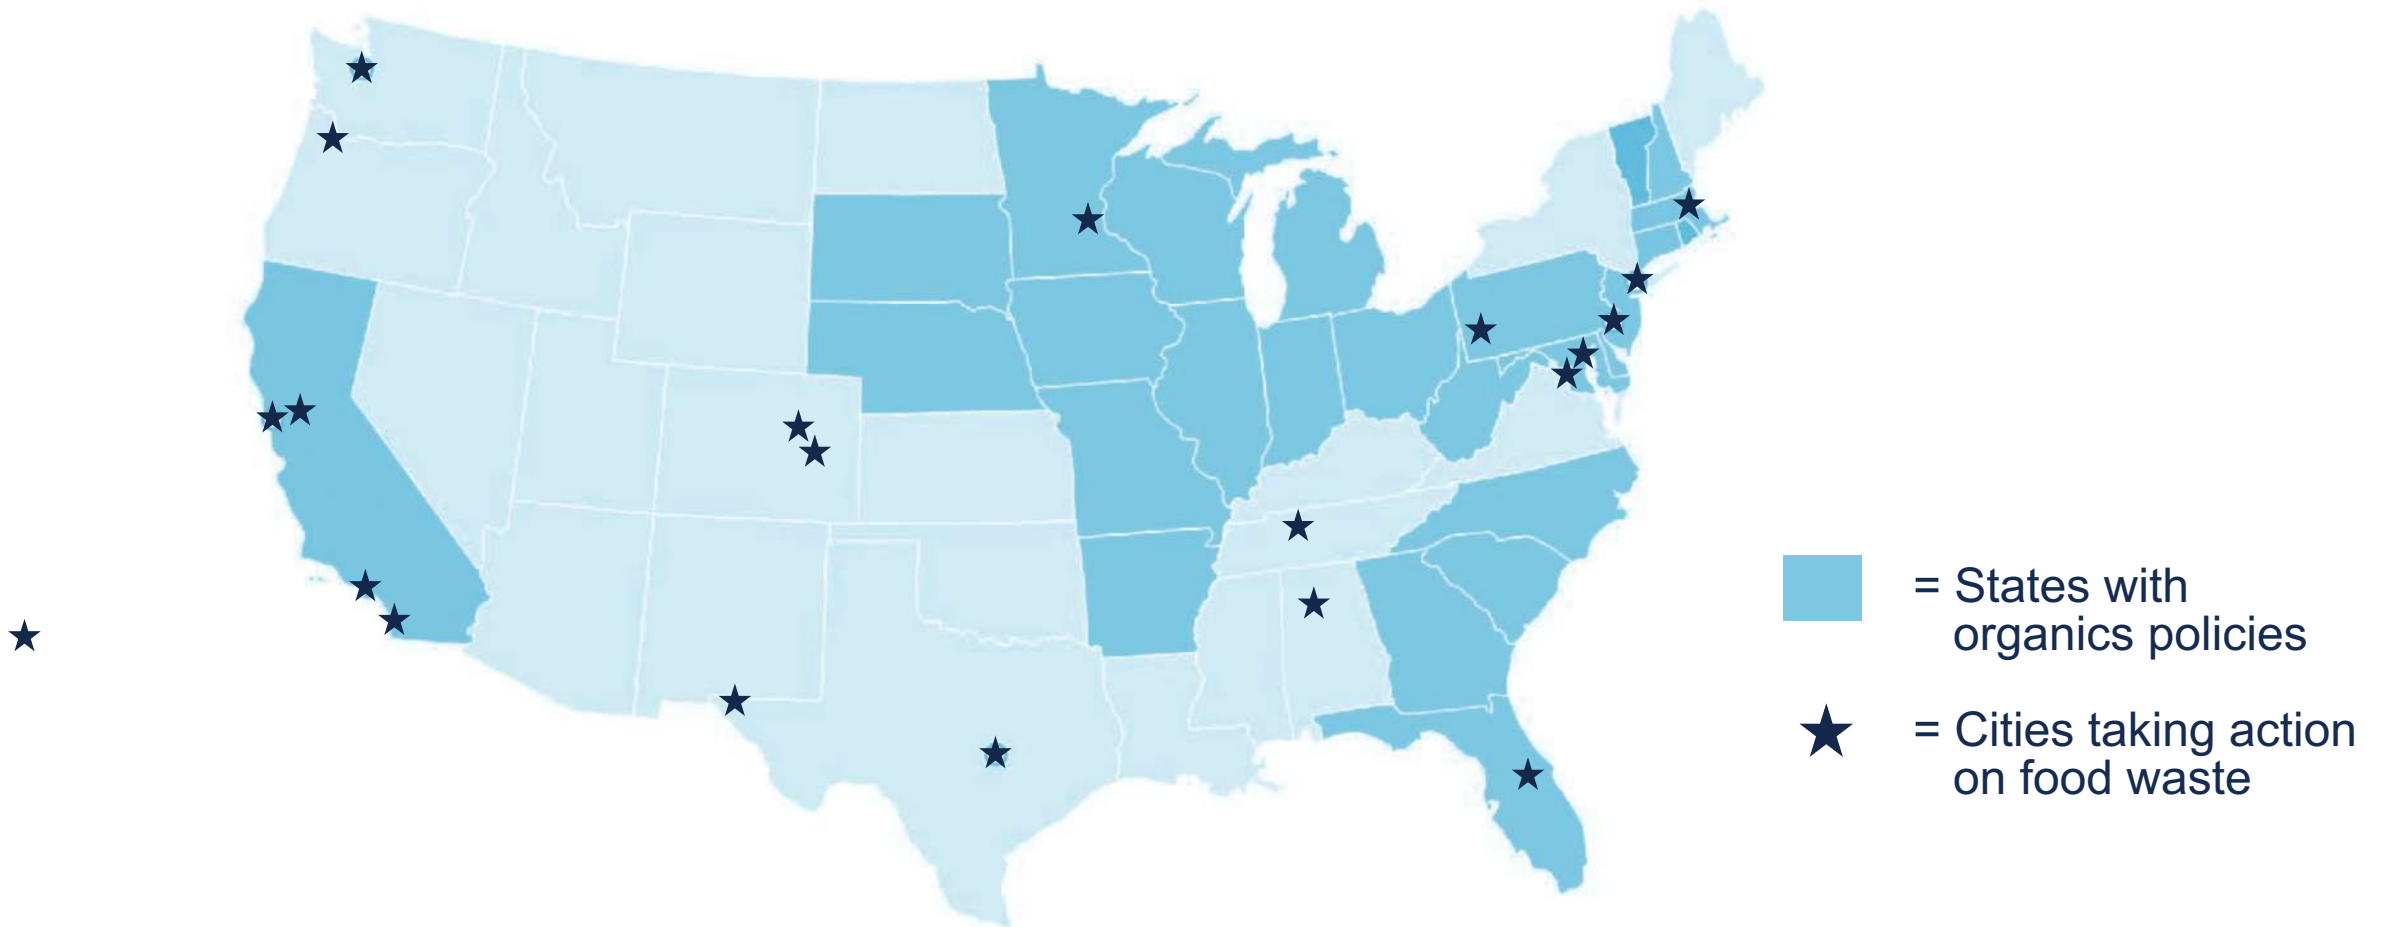 = States with
organics policies
= Cities taking action
on food waste